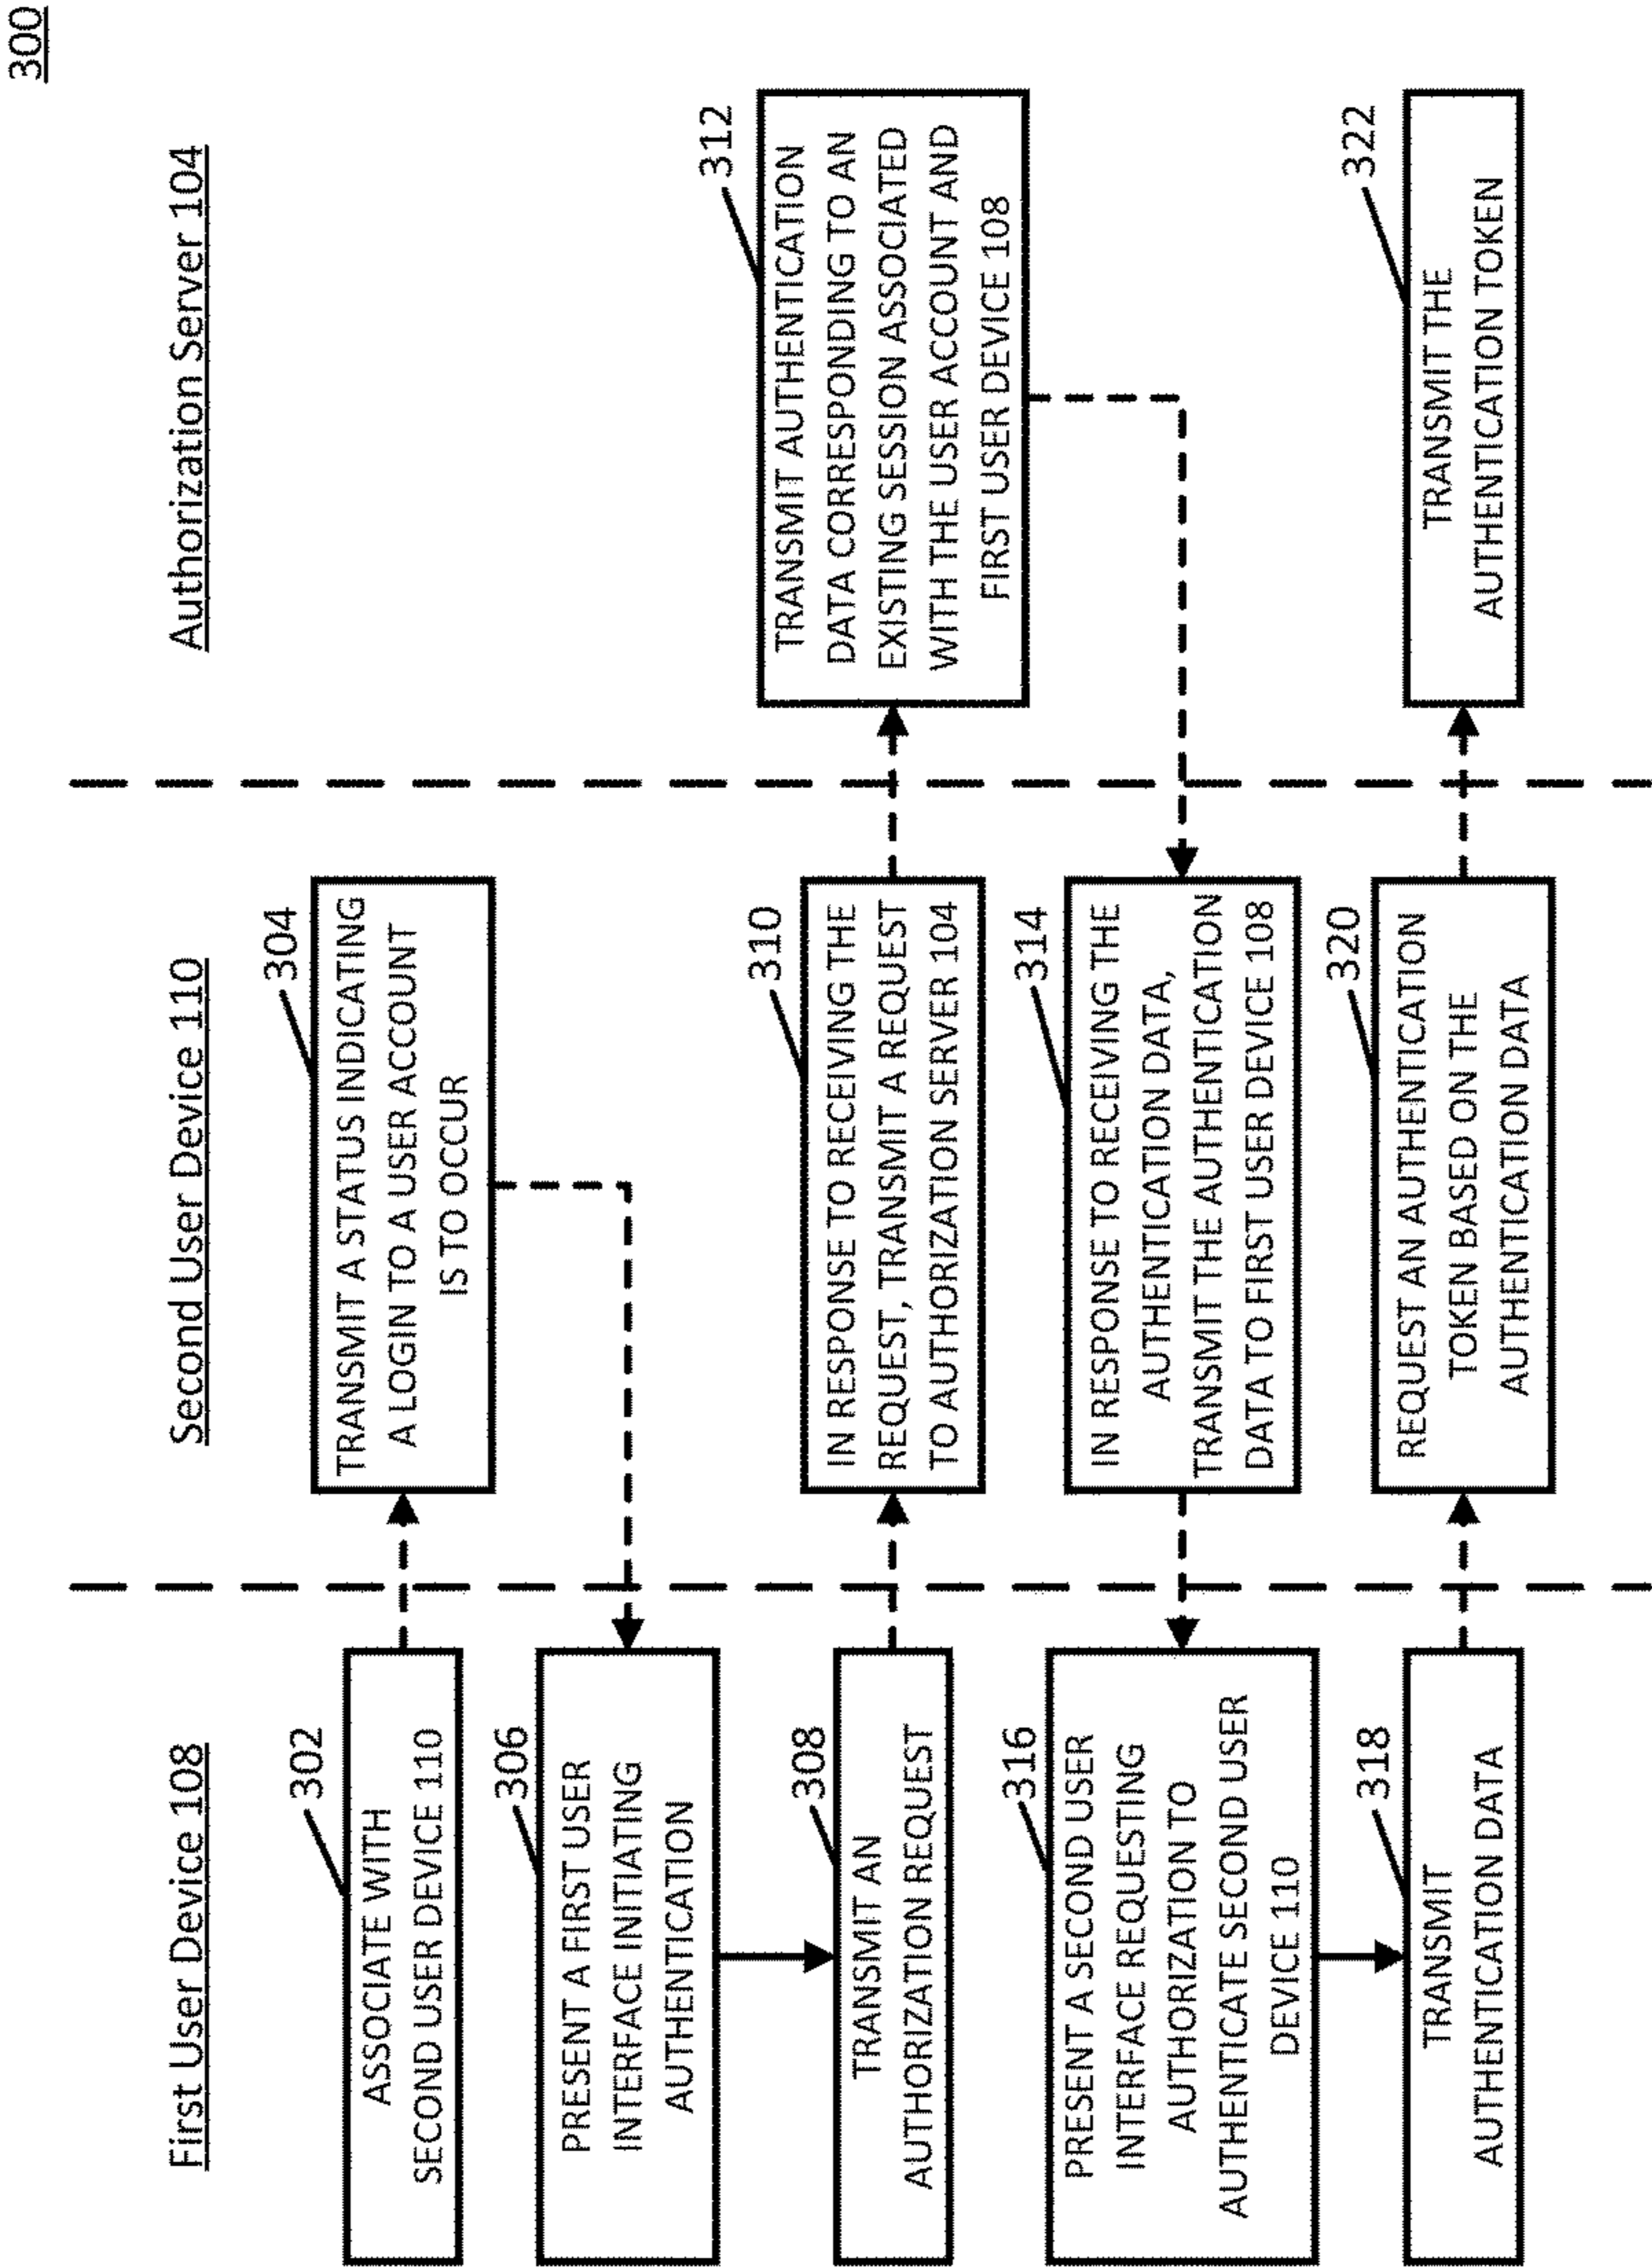 300
First User Device 108
Second User Device 110
Authorization Server 104
302
ASSOCIATE WITH
SECOND USER DEVICE 110
304
TRANSMIT A STATUS INDICATING
A LOGIN TO A USER ACCOUNT
IS TO OCCUR
306
PRESENT A FIRST USER
INTERFACE INITIATING
AUTHENTICATION
308
TRANSMIT AN
AUTHORIZATION REQUEST
310
IN RESPONSE TO RECEIVING THE
REQUEST, TRANSMIT A REQUEST
TO AUTHORIZATION SERVER 104
312
TRANSMIT AUTHENTICATION
DATA CORRESPONDING TO AN
EXISTING SESSION ASSOCIATED
WITH THE USER ACCOUNT AND
FIRST USER DEVICE 108
314
IN RESPONSE TO RECEIVING THE
AUTHENTICATION DATA,
TRANSMIT THE AUTHENTICATION
DATA TO FIRST USER DEVICE 108
316
PRESENT A SECOND USER
INTERFACE REQUESTING
AUTHORIZATION TO
AUTHENTICATE SECOND USER
DEVICE 110
318
TRANSMIT
AUTHENTICATION DATA
320
REQUEST AN AUTHENTICATION
TOKEN BASED ON THE
AUTHENTICATION DATA
322
TRANSMIT THE
AUTHENTICATION TOKEN